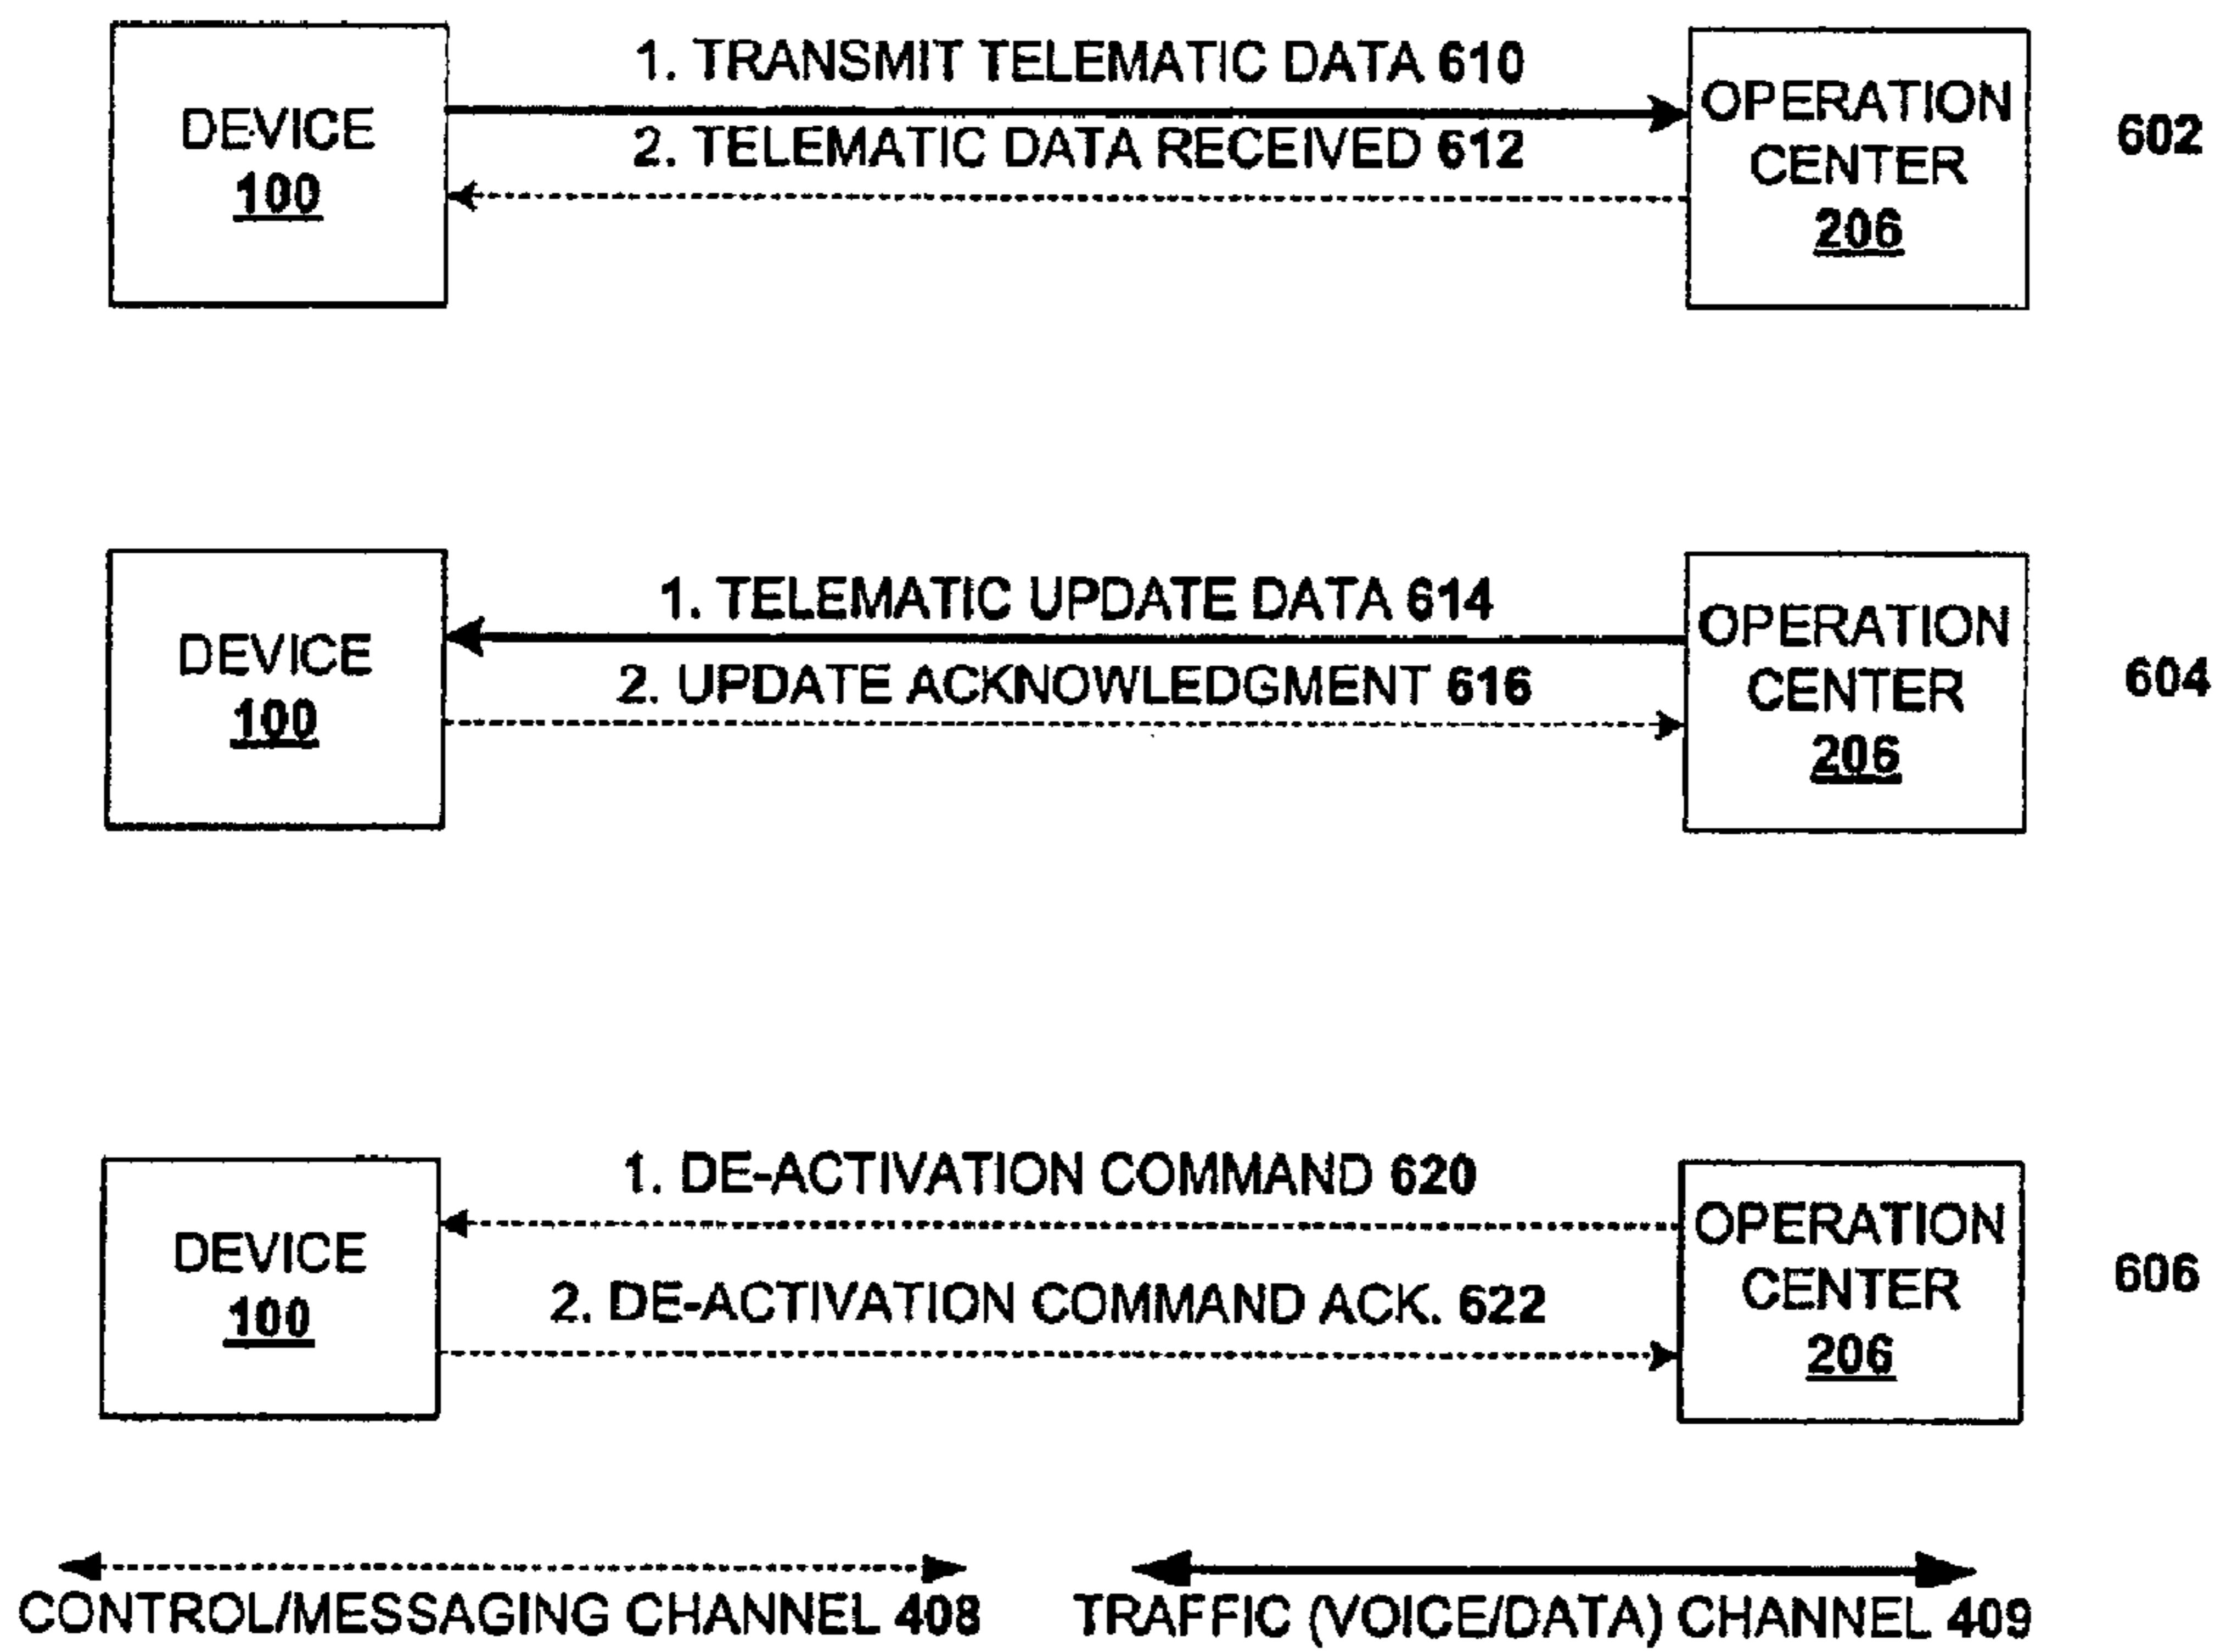 1. TRANSMIT TELEMATIC DATA 610
DEVICE
100
2. TELEMATIC DATA RECEIVED 612
OPERATION
CENTER
206
602
1. TELEMATIC UPDATE DATA 614
DEVICE
100
2. UPDATE ACKNOWLEDGMENT 616
OPERATION
CENTER
206
604
1. DE-ACTIVATION COMMAND 620
DEVICE
100
2. DE-ACTIVATION COMMAND ACK. 622
OPERATION
CENTER
206
606
CONTROL/MESSAGING CHANNEL 408
TRAFFIC (VOICE/DATA) CHANNEL 409